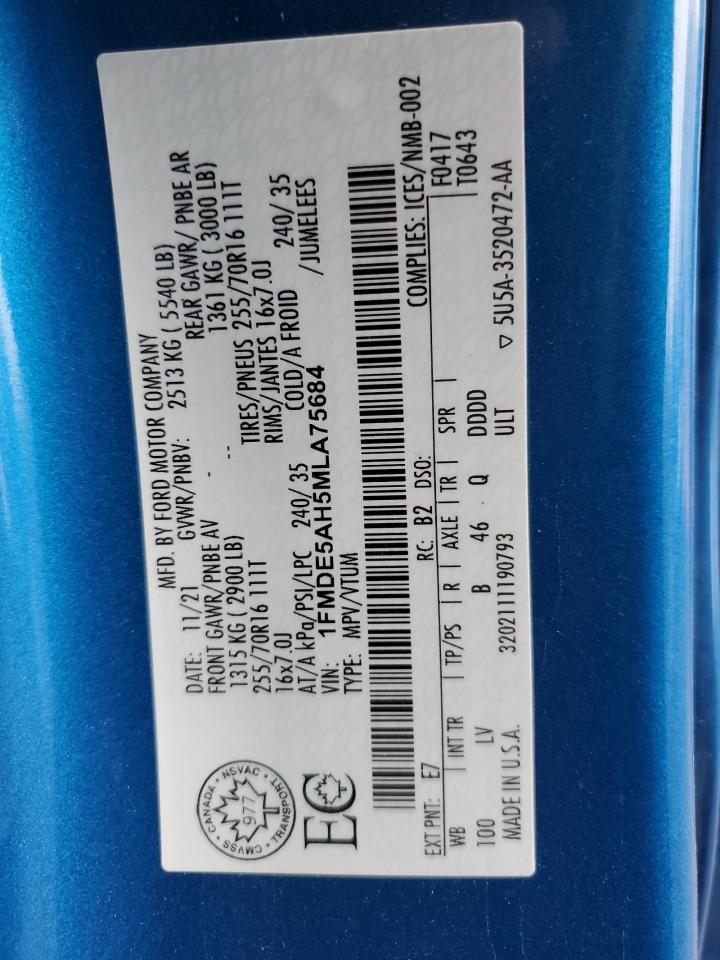 MFD. BY FORD MOTOR COMPANY
DATE: 11/21 GVWR/PNBV: 2513 KG ( 5540 LB)
FRONT GAWR/PNBE AV - REAR GAWR/ PNBE AR
1315 KG ( 2900 LB) 1361 KG ( 3000 LB)
255/70R16 111T -- TIRES/PNEUS 255/70R16 111T
16x7.0J RIMS/JANTES 16x7.0J
AT/A kPa/PSI/LPC 240/ 35 COLD/A FROID 240/ 35
VIN: 1FMDE5AH5MLA75684 /JUMELEES
TYPE: MPV/VTUM
CANADA • NSVAC • TRANSPORT • CMVSS
977
EC
COMPLIES: ICES/NMB-002
EXT PNT: E7 RC: B2 DSO: F0417
WB INT TR TP/PS R AXLE TR SPR T0643
100 LV B 46 Q DDDD
MADE IN U.S.A. 3202111190793 ULT ▽ 5U5A-3520472-AA